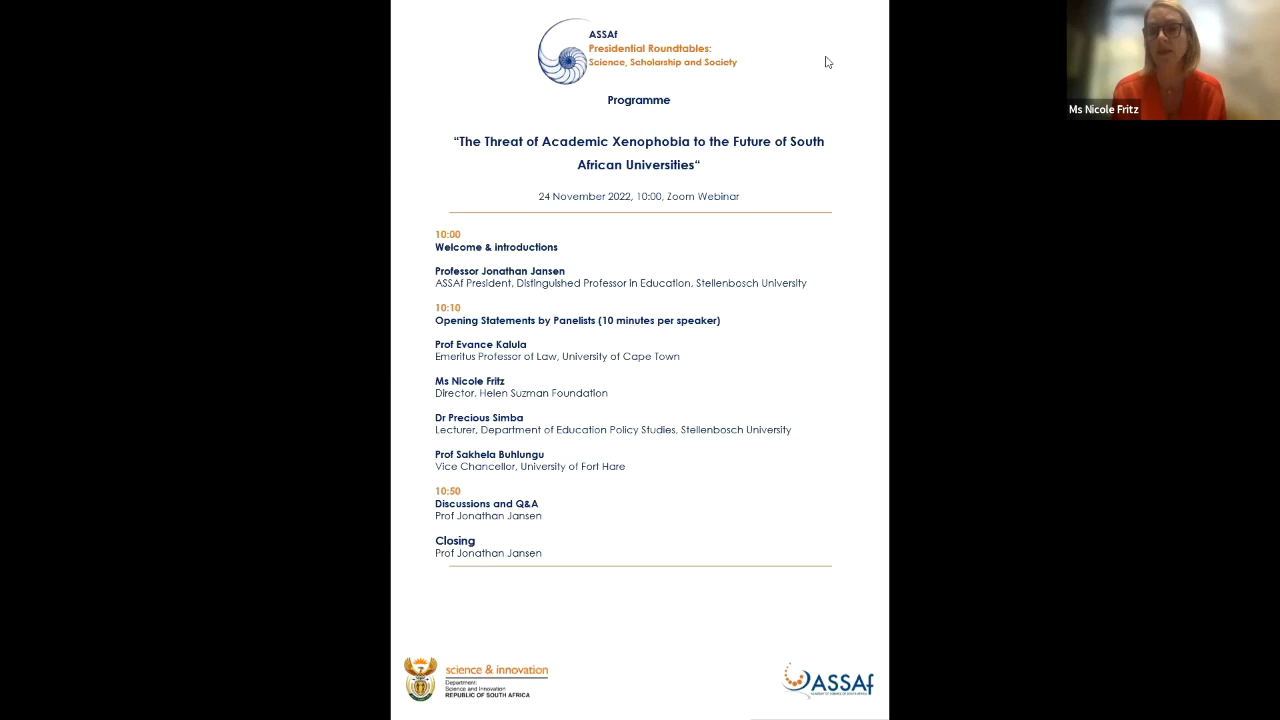 ASSAf
Presidential Roundtables:
Science, Scholarship and Society
Programme
“The Threat of Academic Xenophobia to the Future of South
African Universities“
24 November 2022, 10:00, Zoom Webinar
10:00
Welcome & introductions
Professor Jonathan Jansen
ASSAf President, Distinguished Professor in Education, Stellenbosch University
10:10
Opening Statements by Panelists (10 minutes per speaker)
Prof Evance Kalula
Emeritus Professor of Law, University of Cape Town
Ms Nicole Fritz
Director, Helen Suzman Foundation
Dr Precious Simba
Lecturer, Department of Education Policy Studies, Stellenbosch University
Prof Sakhela Buhlungu
Vice Chancellor, University of Fort Hare
10:50
Discussions and Q&A
Prof Jonathan Jansen
Closing
Prof Jonathan Jansen
science & innovation
Department:
Science and Innovation
REPUBLIC OF SOUTH AFRICA
ASSAf
ACADEMY OF SCIENCE OF SOUTH AFRICA
Ms Nicole Fritz